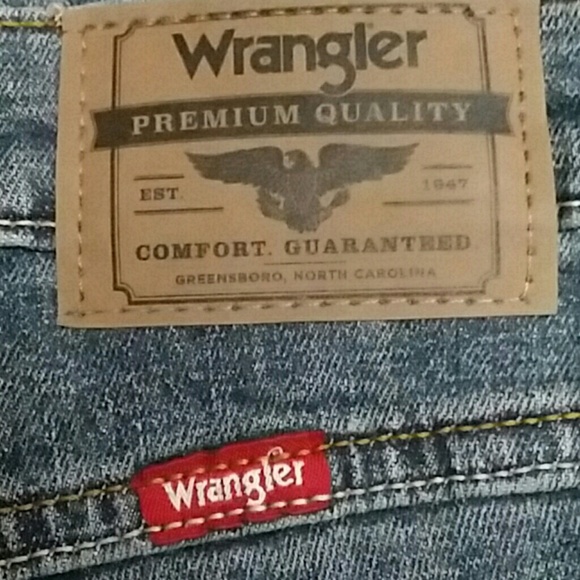 Wrangler
PREMIUM QUALITY
EST. 1947
COMFORT. GUARANTEED.
GREENSBORO, NORTH CAROLINA
Wrangler